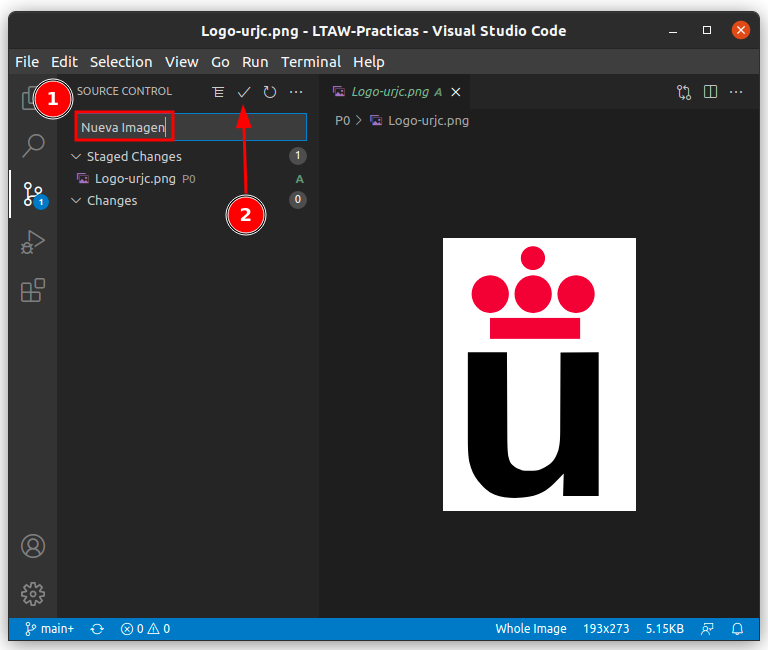 Logo-urjc.png - LTAW-Practicas - Visual Studio Code
File Edit Selection View Go Run Terminal Help
1
SOURCE CONTROL
Logo-urjc.png A
Nueva Imagen
P0 > Logo-urjc.png
Staged Changes 1
Logo-urjc.png P0 A
Changes 0
1
2
u
main+ 0 0 Whole Image 193x273 5.15KB